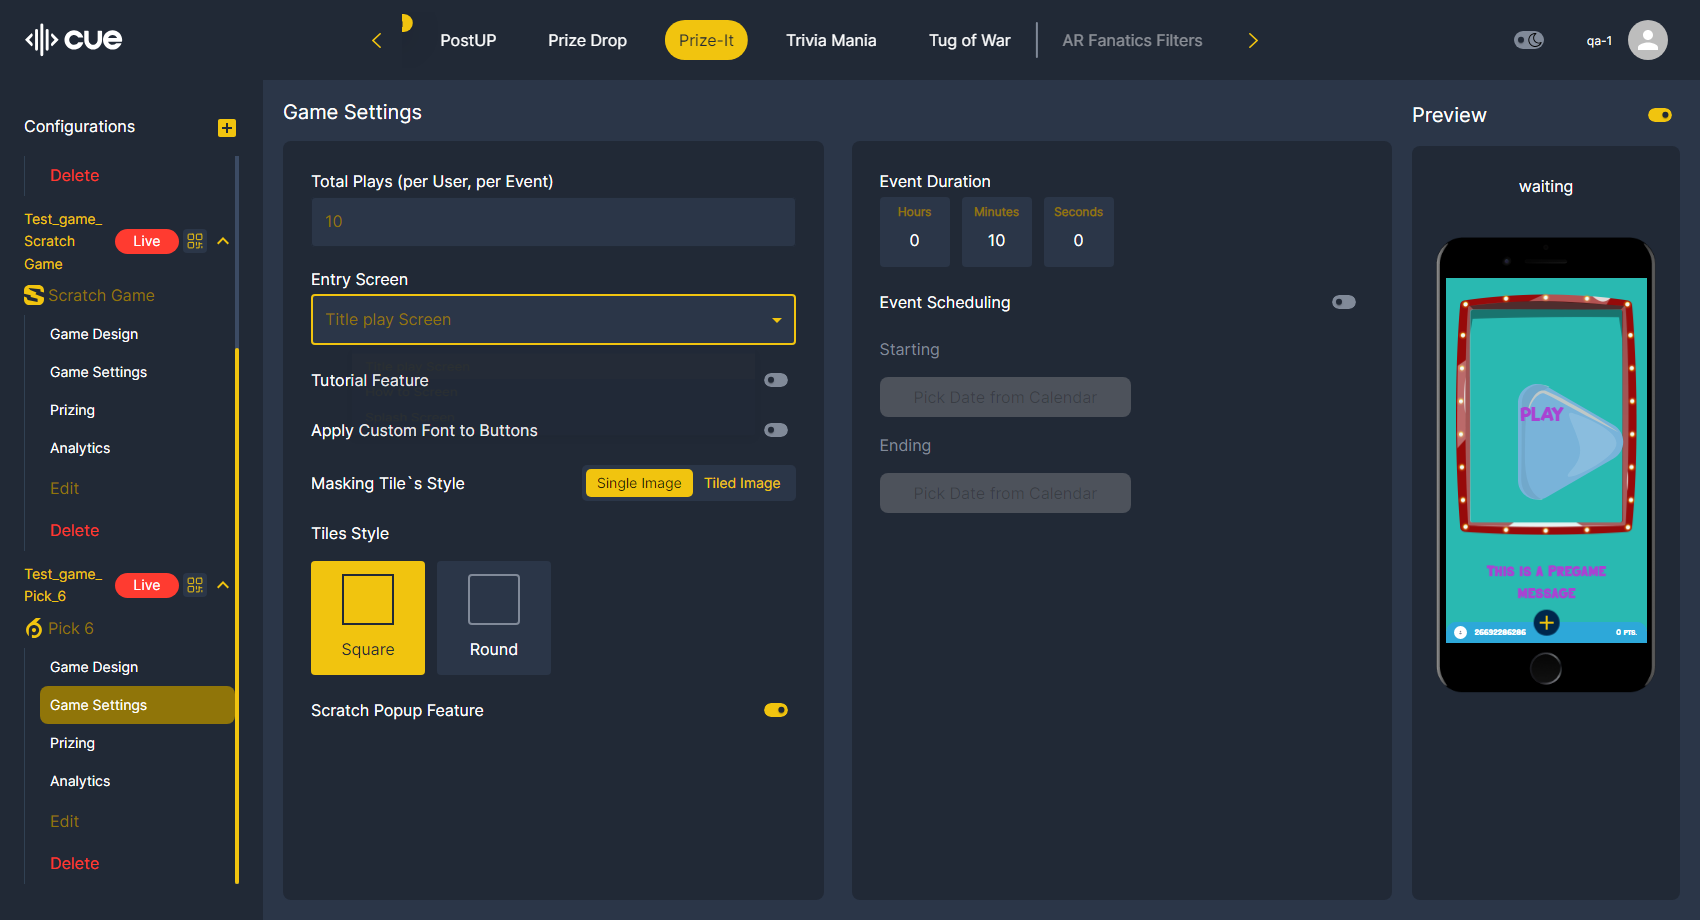 cue
PostUP
Prize Drop
Prize-It
Trivia Mania
Tug of War
AR Fanatics Filters
qa-1
Configurations
Delete
Test_game_
Scratch
Game
Live
Scratch Game
Game Design
Game Settings
Prizing
Analytics
Edit
Delete
Test_game_
Pick_6
Live
Pick 6
Game Design
Game Settings
Prizing
Analytics
Edit
Delete
Game Settings
Total Plays (per User, per Event)
10
Entry Screen
Title play Screen
Tutorial Feature
Apply Custom Font to Buttons
Masking Tile`s Style
Single Image
Tiled Image
Tiles Style
Square
Round
Scratch Popup Feature
Event Duration
Hours
Minutes
Seconds
0
10
0
Event Scheduling
Starting
Pick Date from Calendar
Ending
Pick Date from Calendar
Preview
waiting
PLAY
This is a Pregame
message
0 PTS.